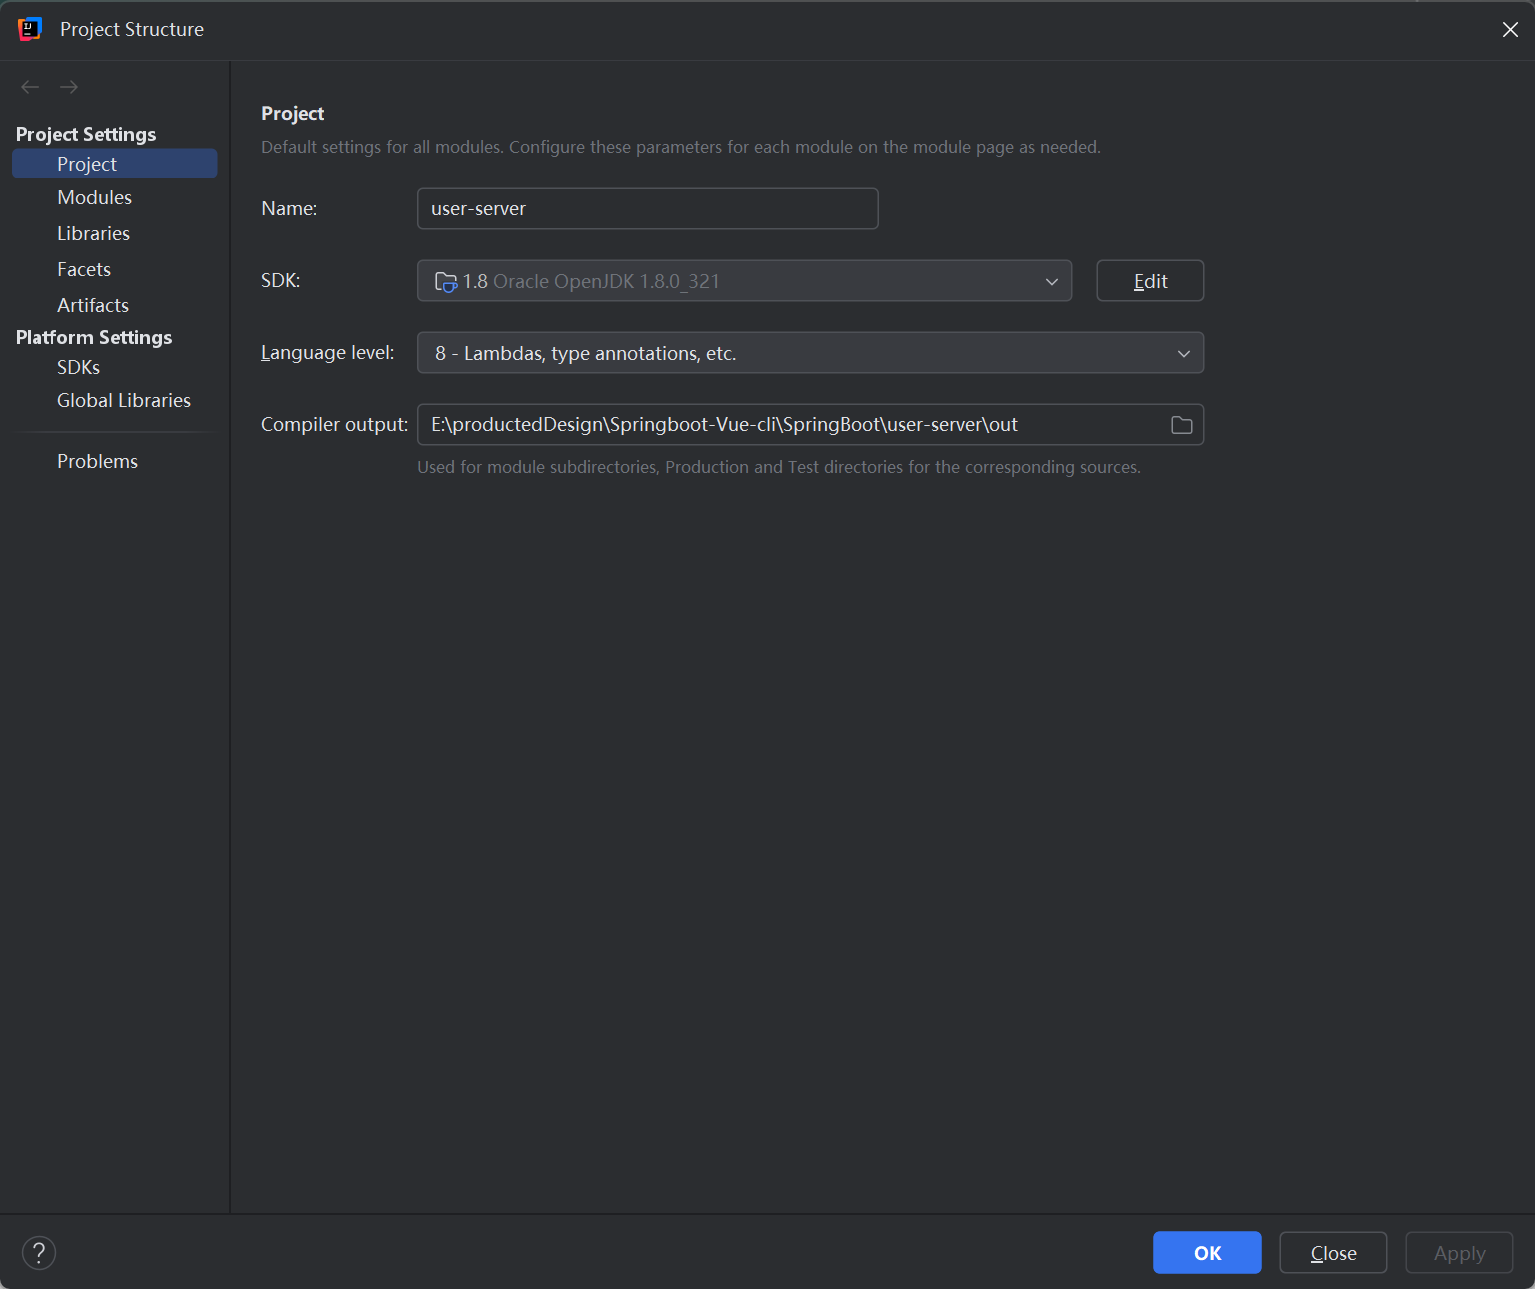 Project Structure
Project Settings
Project
Modules
Libraries
Facets
Artifacts
Platform Settings
SDKs
Global Libraries
Problems
Project
Default settings for all modules. Configure these parameters for each module on the module page as needed.
Name: user-server
SDK: 1.8 Oracle OpenJDK 1.8.0_321 Edit
Language level: 8 - Lambdas, type annotations, etc.
Compiler output: E:\productedDesign\Springboot-Vue-cli\SpringBoot\user-server\out
Used for module subdirectories, Production and Test directories for the corresponding sources.
? OK Close Apply